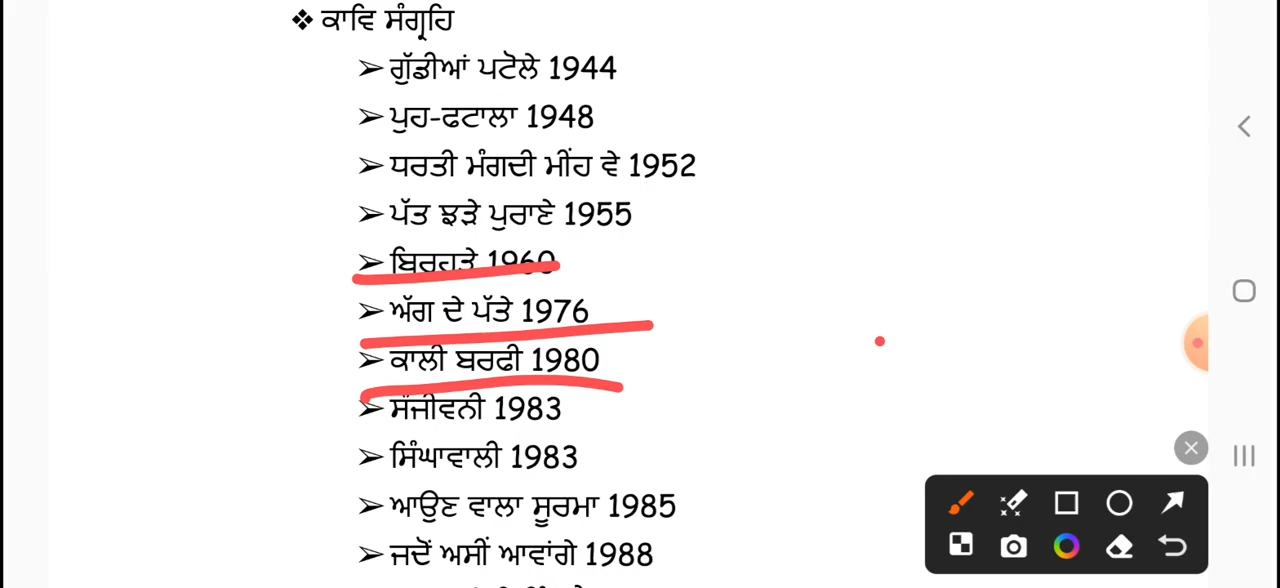 ❖ ਕਾਵਿ ਸੰਗ੍ਰਹਿ
➢ ਗੁੱਡੀਆਂ ਪਟੋਲੇ 1944
➢ ਪੁਹ-ਫਟਾਲਾ 1948
➢ ਧਰਤੀ ਮੰਗਦੀ ਮੀਂਹ ਵੇ 1952
➢ ਪੱਤ ਝੜੇ ਪੁਰਾਣੇ 1955
➢ ਬਿਰਹੜੇ 1960
➢ ਅੱਗ ਦੇ ਪੱਤੇ 1976
➢ ਕਾਲੀ ਬਰਫੀ 1980
➢ ਸੰਜੀਵਨੀ 1983
➢ ਸਿੰਘਾਵਾਲੀ 1983
➢ ਆਉਣ ਵਾਲਾ ਸੂਰਮਾ 1985
➢ ਜਦੋਂ ਅਸੀਂ ਆਵਾਂਗੇ 1988